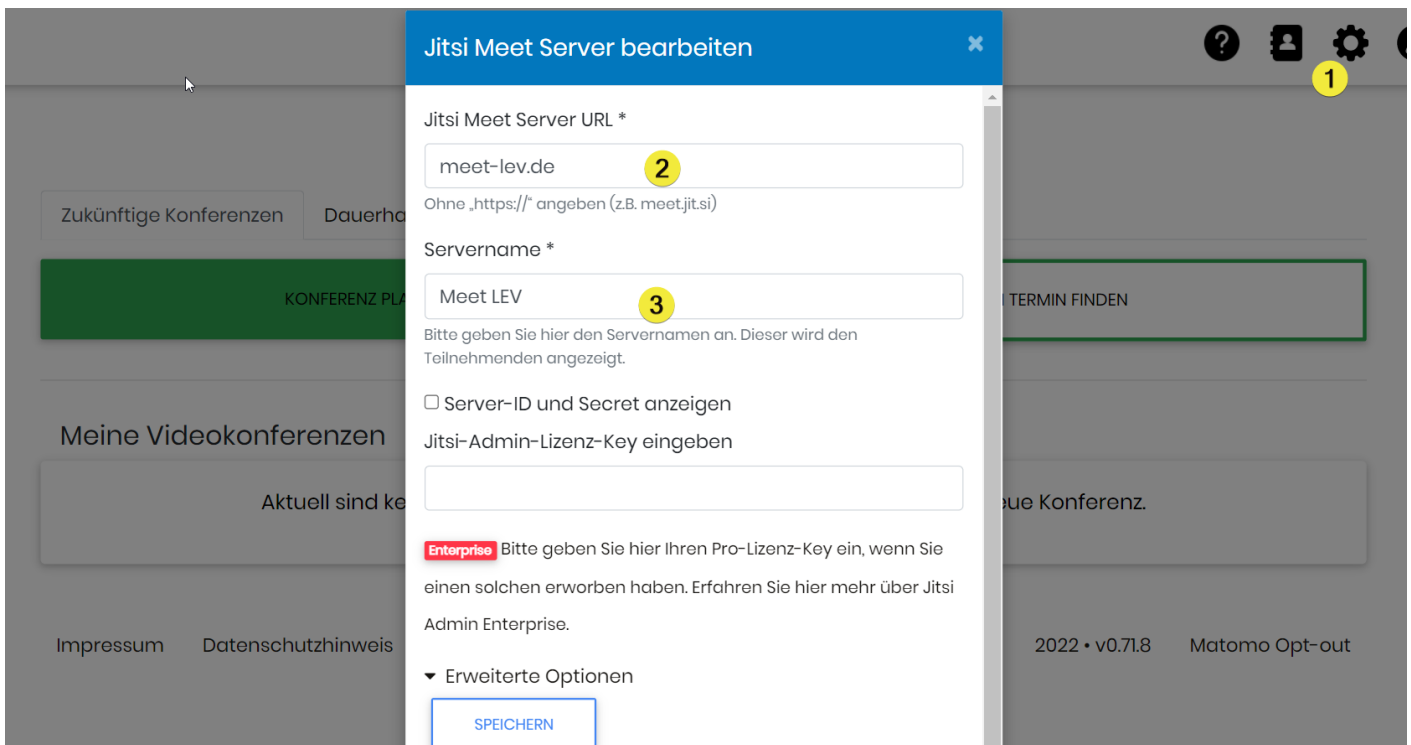 Jitsi Meet Server bearbeiten ×
?
1
Jitsi Meet Server URL *
meet-lev.de
2
Ohne „https://“ angeben (z.B. meet.jit.si)
Zukünftige Konferenzen Dauerha
Servername *
KONFERENZ PLA
Meet LEV
3
TERMIN FINDEN
Bitte geben Sie hier den Servernamen an. Dieser wird den
Teilnehmenden angezeigt.
Server-ID und Secret anzeigen
Meine Videokonferenzen
Jitsi-Admin-Lizenz-Key eingeben
Aktuell sind ke
eue Konferenz.
Enterprise Bitte geben Sie hier Ihren Pro-Lizenz-Key ein, wenn Sie
einen solchen erworben haben. Erfahren Sie hier mehr über Jitsi
Admin Enterprise.
Impressum Datenschutzhinweis 2022 • v0.71.8 Matomo Opt-out
Erweiterte Optionen
SPEICHERN